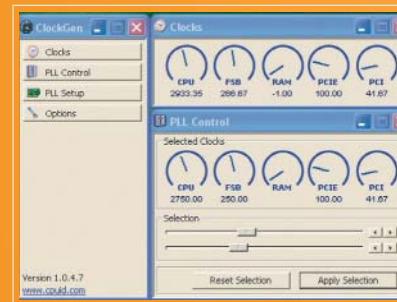 ClockGen
Clocks
PLL Control
PLL Setup
Options
Version 1.0.4.7
www.cpuid.com
Clocks
CPU FSB RAM PCIE PCI
2933.35 266.67 -1.00 100.00 41.67
PLL Control
Selected Clocks
CPU FSB RAM PCIE PCI
2750.00 250.00 100.00 41.67
Selection
Reset Selection Apply Selection